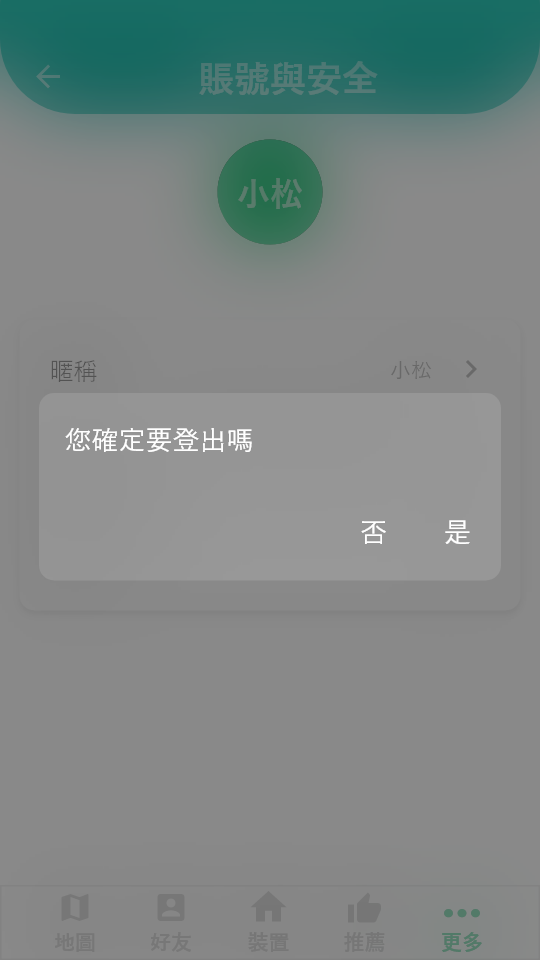 賬號與安全
小松
暱稱
小松
您確定要登出嗎
否
是
地圖
好友
裝置
推薦
更多